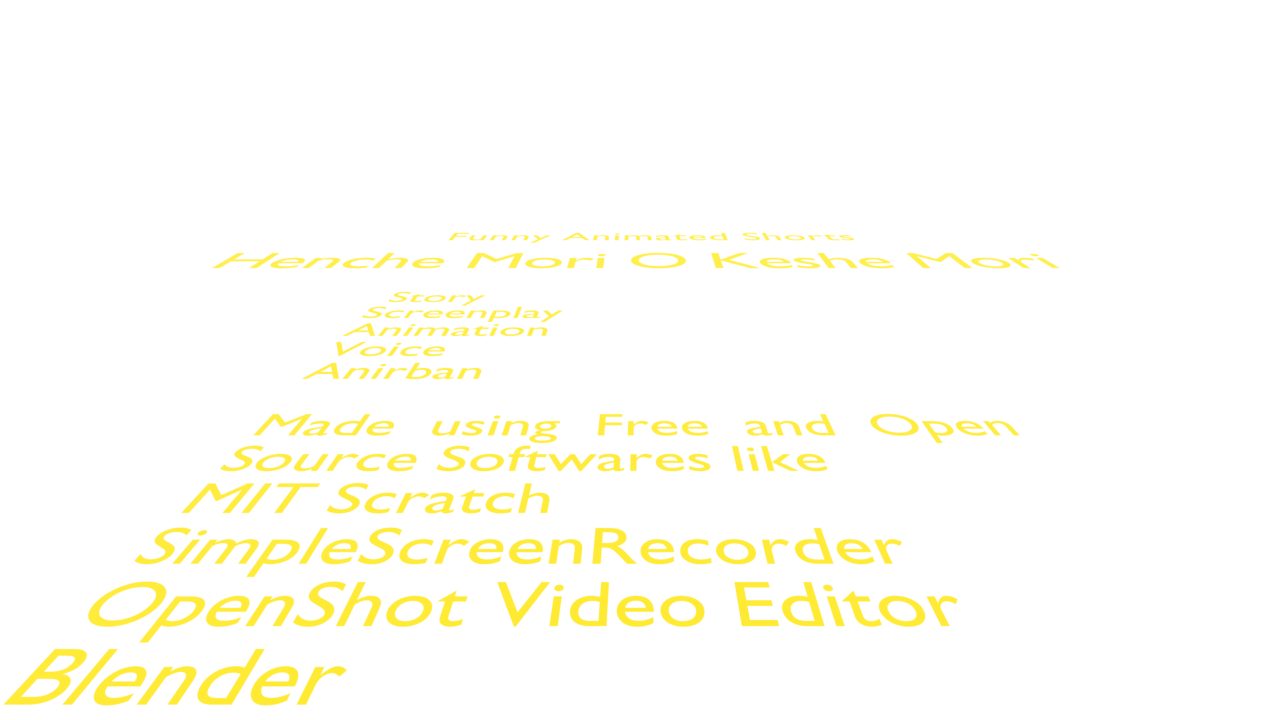 Funny Animated Shorts
Henche Mori O Keshe Mori
Story
Screenplay
Animation
Voice
Anirban
Made using Free and Open
Source Softwares like
MIT Scratch
SimpleScreenRecorder
OpenShot Video Editor
Blender